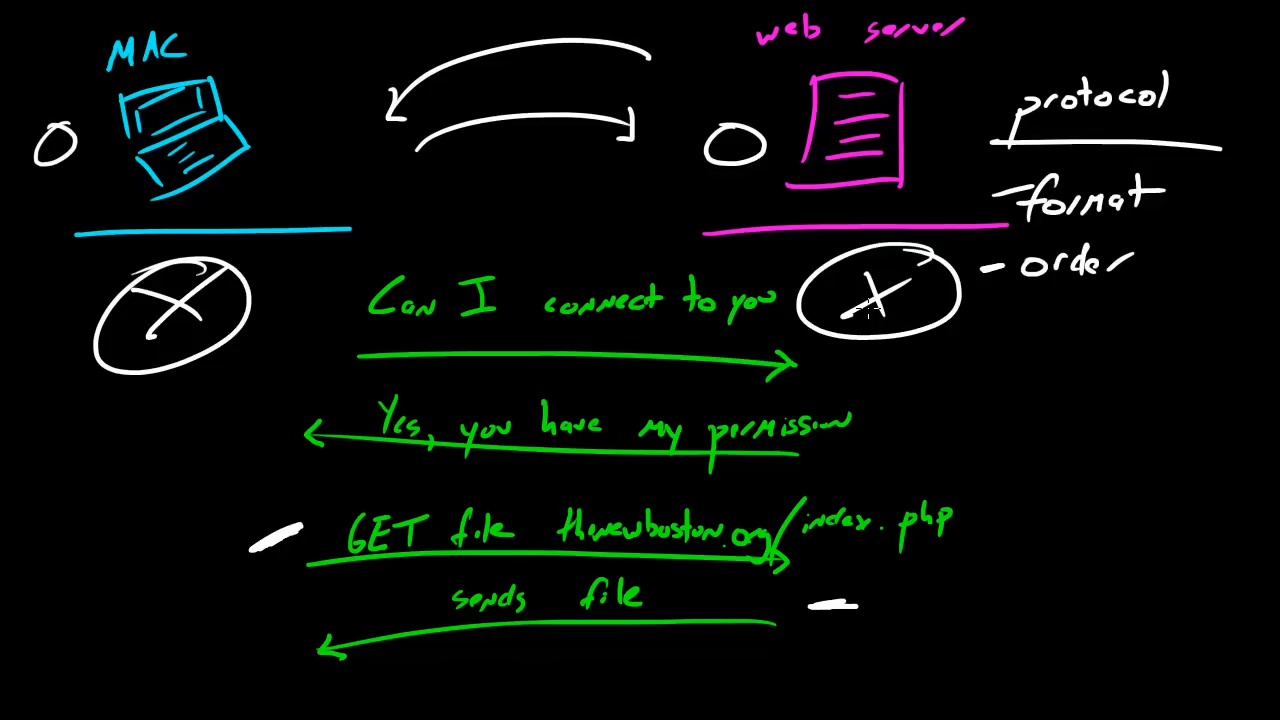 MAC
web server
protocol
- format
- order
Can I connect to you
Yes, you have my permission
GET file thenewboston.org/index.php
sends file